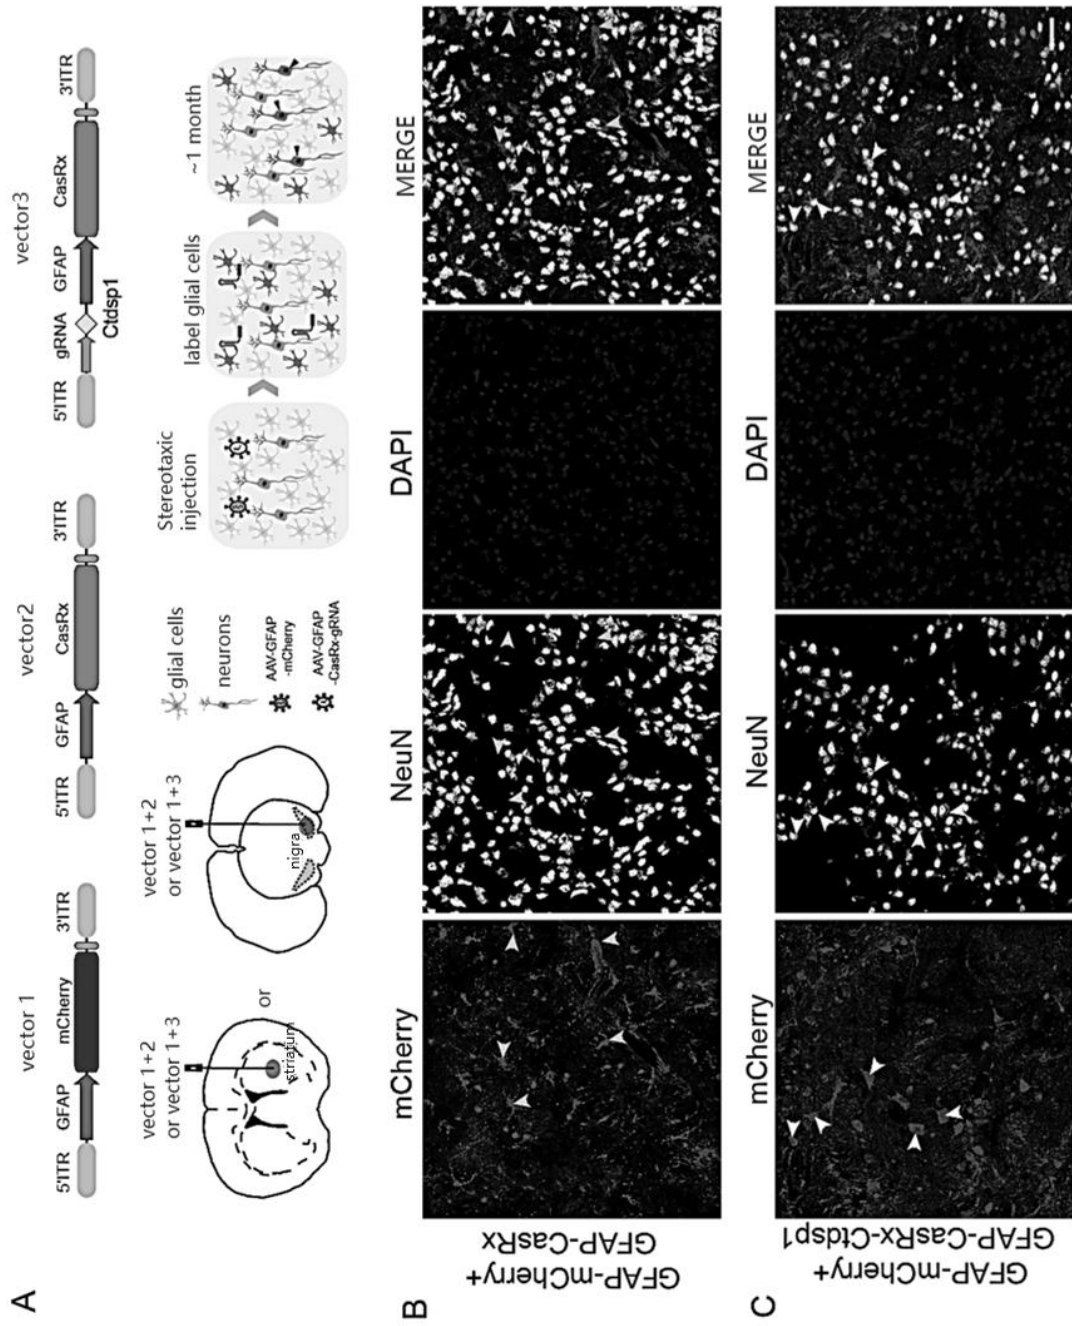 A
vector 1
5'ITR
GFAP
mCherry
3'ITR
vector2
5'ITR
GFAP
CasRx
3'ITR
vector3
5'ITR
gRNA
GFAP
CasRx
3'ITR
Ctdsp1
vector 1+2
or vector 1+3
striatum
or
vector 1+2
or vector 1+3
nigra
glial cells
neurons
AAV-GFAP
-mCherry
AAV-GFAP
-CasRx-gRNA
Stereotaxic
injection
label glial cells
~1 month
B
mCherry
NeuN
DAPI
MERGE
GFAP-mCherry+
GFAP-CasRx
C
mCherry
NeuN
DAPI
MERGE
GFAP-mCherry+
GFAP-CasRx-Ctdsp1